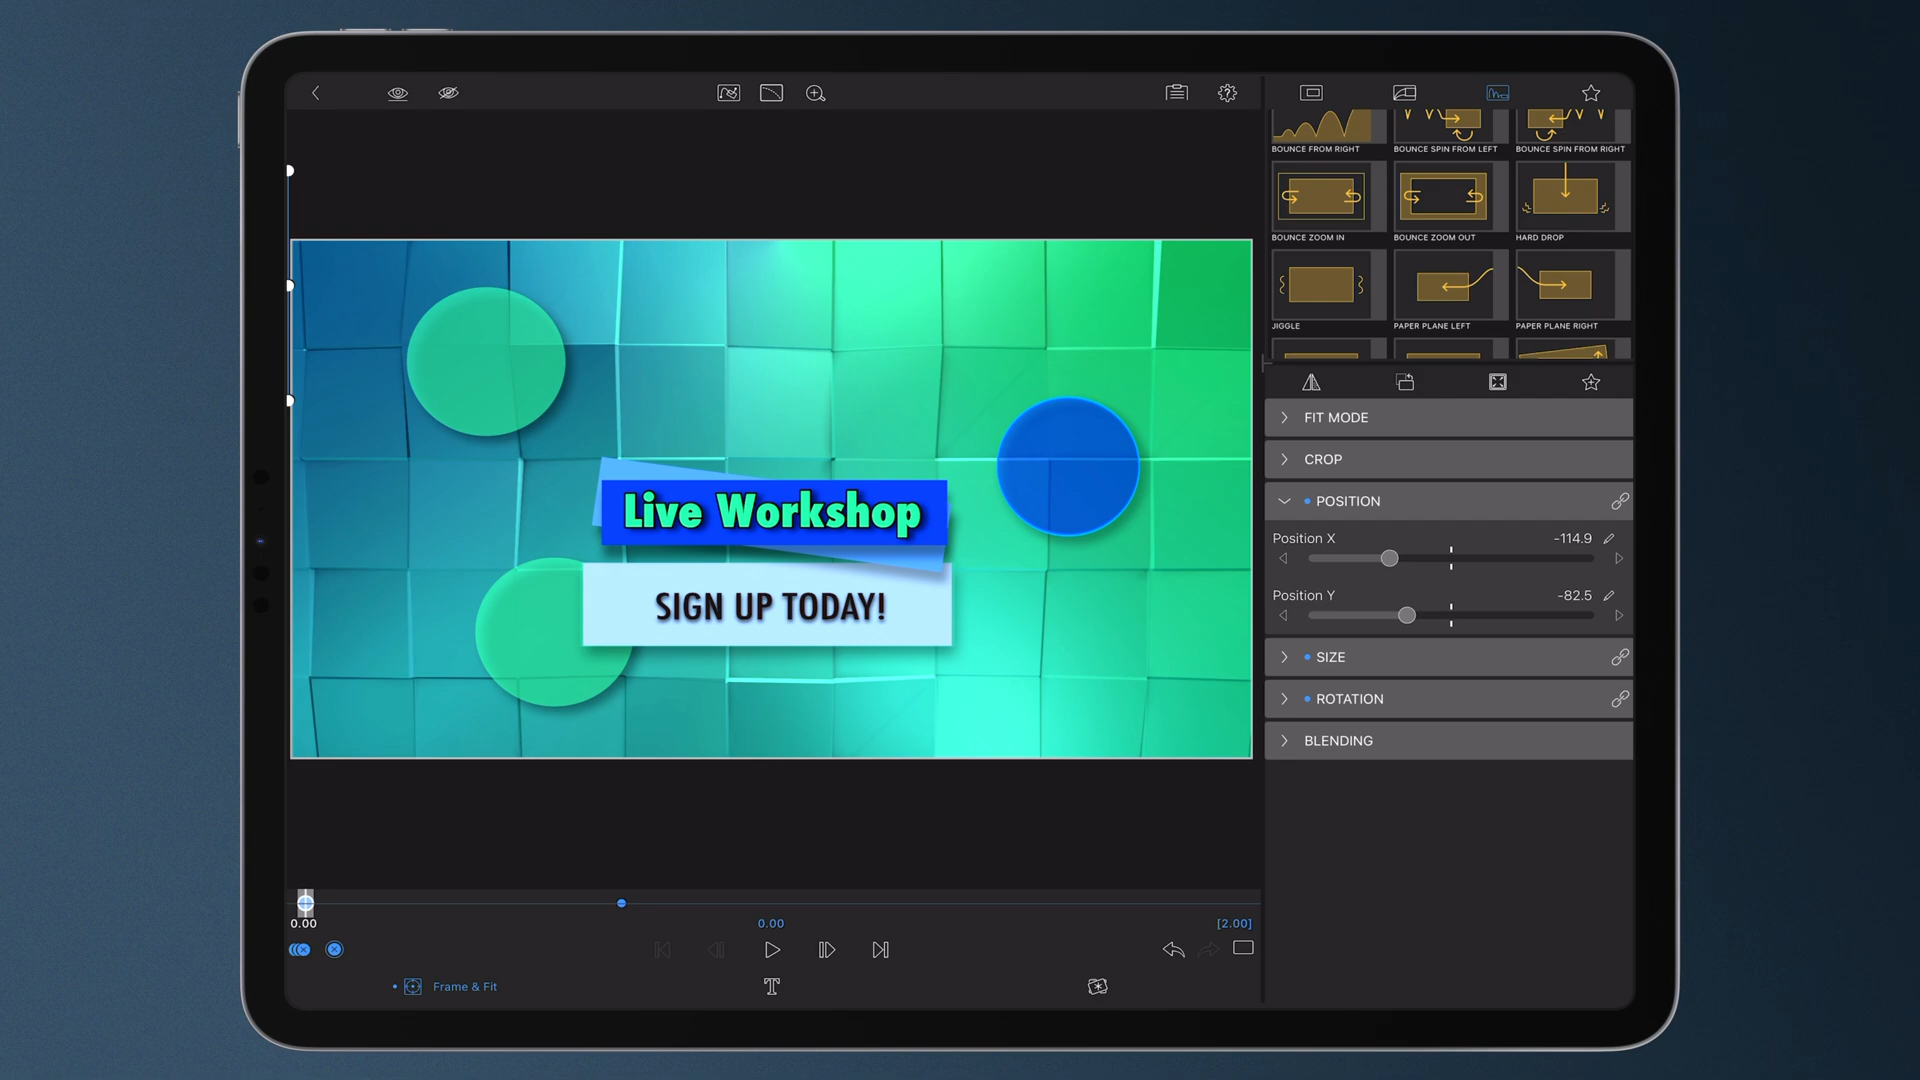 BOUNCE FROM RIGHT
BOUNCE SPIN FROM LEFT
BOUNCE SPIN FROM RIGHT
BOUNCE ZOOM IN
BOUNCE ZOOM OUT
HARD DROP
JIGGLE
PAPER PLANE LEFT
PAPER PLANE RIGHT
FIT MODE
CROP
POSITION
Position X
-114.9
Position Y
-82.5
SIZE
ROTATION
BLENDING
Live Workshop
SIGN UP TODAY!
0.00
0.00
[2.00]
Frame & Fit